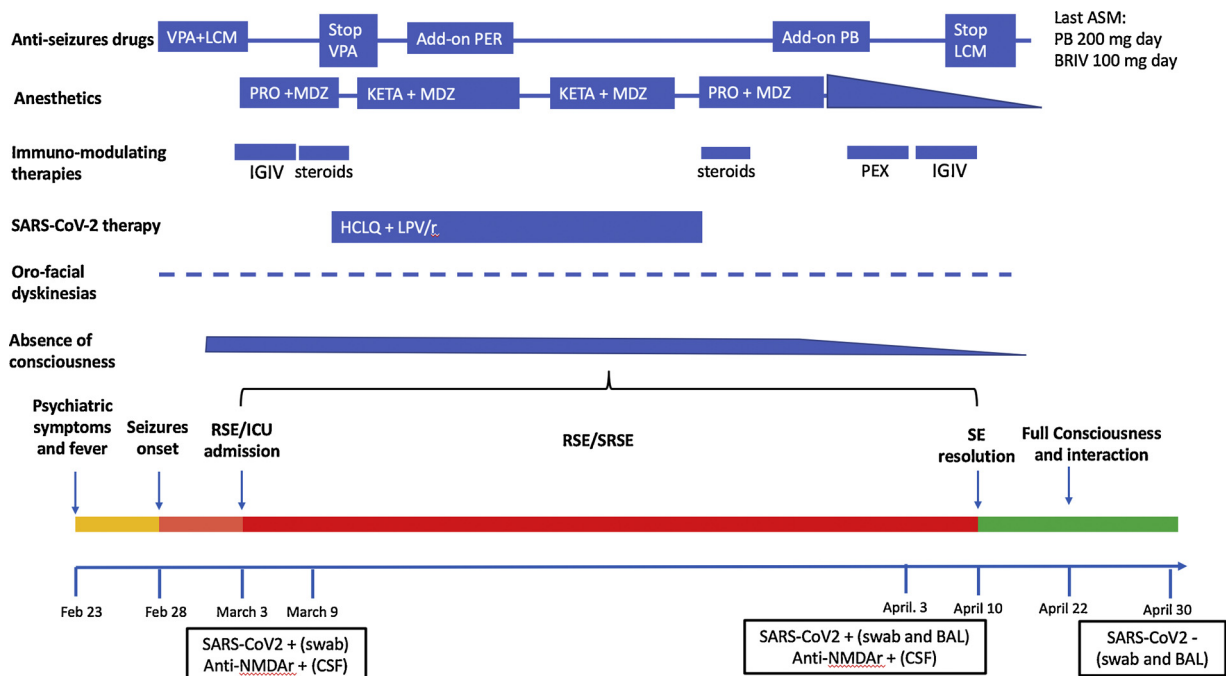 Anti-seizures drugs
VPA+LCM
Stop
VPA
Add-on PER
Add-on PB
Stop
LCM
Last ASM:
PB 200 mg day
BRIV 100 mg day
Anesthetics
PRO +MDZ
KETA + MDZ
KETA + MDZ
PRO + MDZ
Immuno-modulating
therapies
IGIV
steroids
steroids
PEX
IGIV
SARS-CoV-2 therapy
HCLQ + LPV/r
Oro-facial
dyskinesias
Absence of
consciousness
Psychiatric
symptoms
and fever
Seizures
onset
RSE/ICU
admission
RSE/SRSE
SE
resolution
Full Consciousness
and interaction
Feb 23
Feb 28
March 3
March 9
April. 3
April 10
April 22
April 30
SARS-CoV2 + (swab)
Anti-NMDAr + (CSF)
SARS-CoV2 + (swab and BAL)
Anti-NMDAr + (CSF)
SARS-CoV2 -
(swab and BAL)